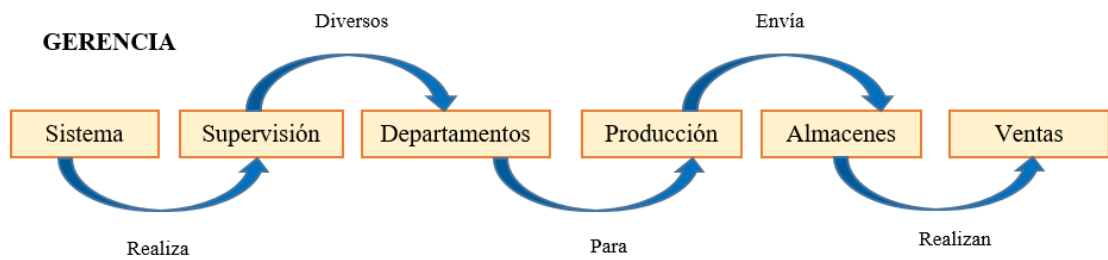 Diversos
Envía
GERENCIA
Sistema
Supervisión
Departamentos
Producción
Almacenes
Ventas
Realiza
Para
Realizan